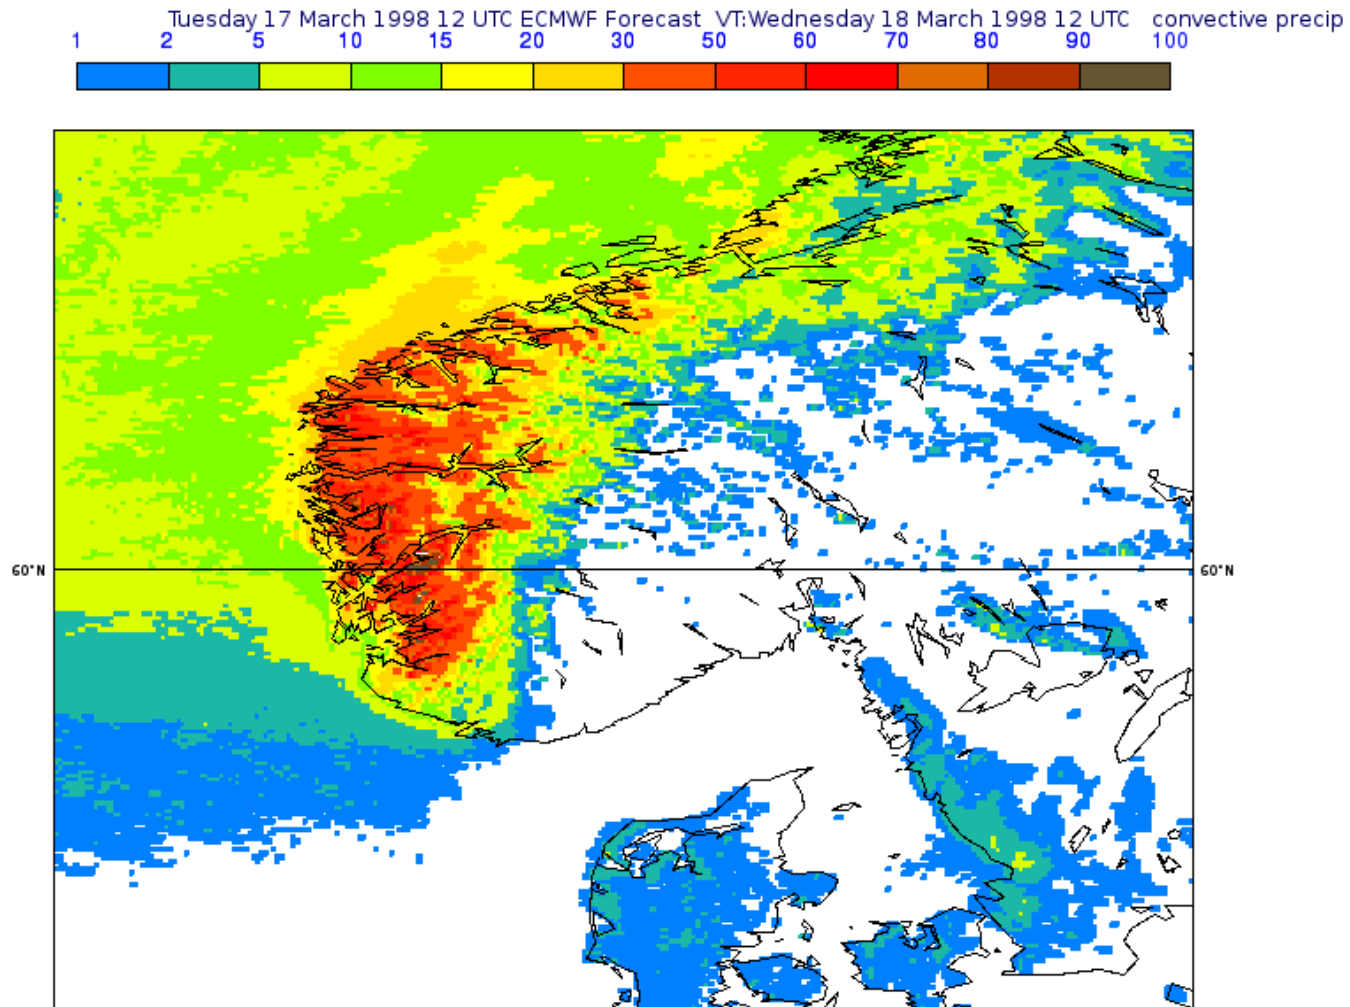 Tuesday 17 March 1998 12 UTC ECMWF Forecast VT:Wednesday 18 March 1998 12 UTC convective precip
1 2 5 10 15 20 30 50 60 70 80 90 100
60°N 60°N